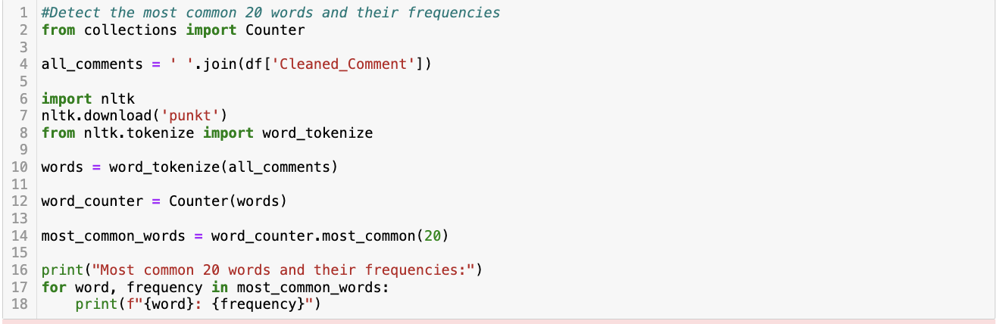 1 #Detect the most common 20 words and their frequencies
2 from collections import Counter
3
4 all_comments = ' '.join(df['Cleaned_Comment'])
5
6 import nltk
7 nltk.download('punkt')
8 from nltk.tokenize import word_tokenize
9
10 words = word_tokenize(all_comments)
11
12 word_counter = Counter(words)
13
14 most_common_words = word_counter.most_common(20)
15
16 print("Most common 20 words and their frequencies:")
17 for word, frequency in most_common_words:
18     print(f"{word}: {frequency}")